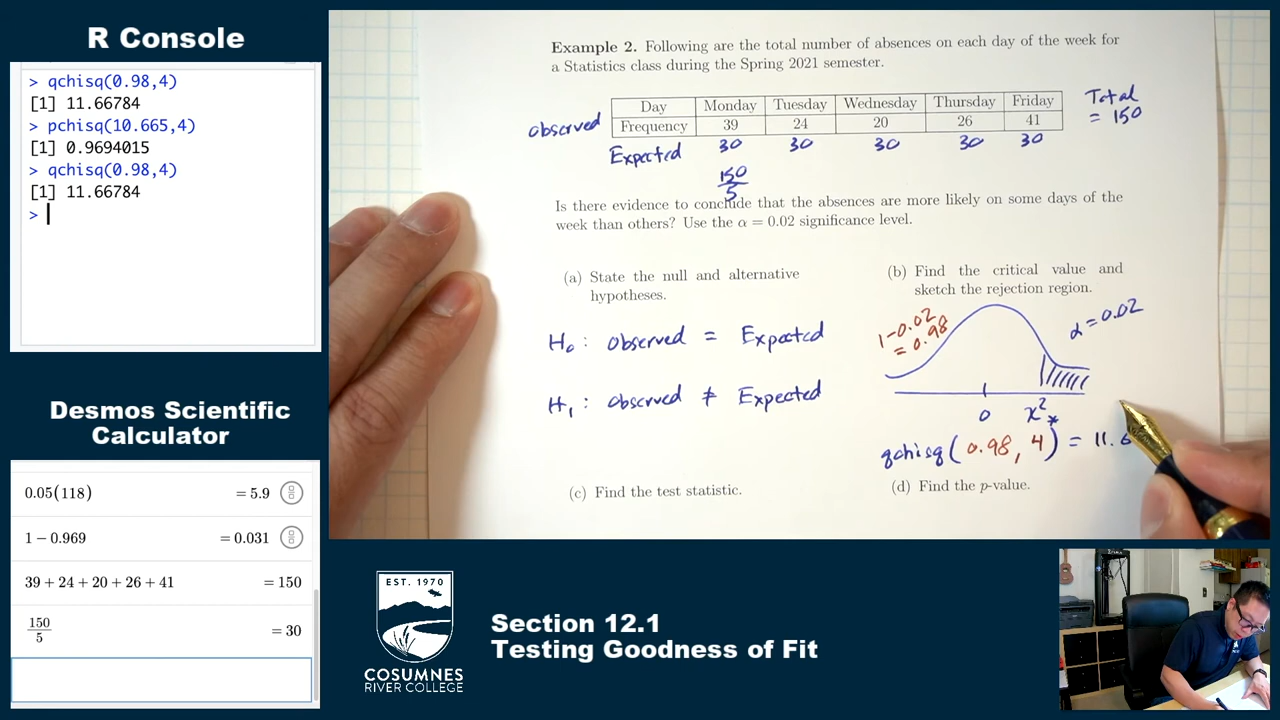 R Console
> qchisq(0.98,4)
[1] 11.66784
> pchisq(10.665,4)
[1] 0.9694015
> qchisq(0.98,4)
[1] 11.66784
>
Desmos Scientific
Calculator
0.05(118) = 5.9
1 − 0.969 = 0.031
39 + 24 + 20 + 26 + 41 = 150
150/5 = 30
Example 2. Following are the total number of absences on each day of the week for
a Statistics class during the Spring 2021 semester.
Day Monday Tuesday Wednesday Thursday Friday
observed Frequency 39 24 20 26 41
Total
= 150
Expected 30 30 30 30 30
150/5
Is there evidence to conclude that the absences are more likely on some days of the
week than others? Use the α = 0.02 significance level.
(a) State the null and alternative
hypotheses.
H₀ : observed = Expected
H₁ : observed ≠ Expected
(b) Find the critical value and
sketch the rejection region.
1-0.02
= 0.98
α = 0.02
0 χ²*
qchisq(0.98, 4) = 11.6
(c) Find the test statistic.
(d) Find the p-value.
EST. 1970
COSUMNES
RIVER COLLEGE
Section 12.1
Testing Goodness of Fit